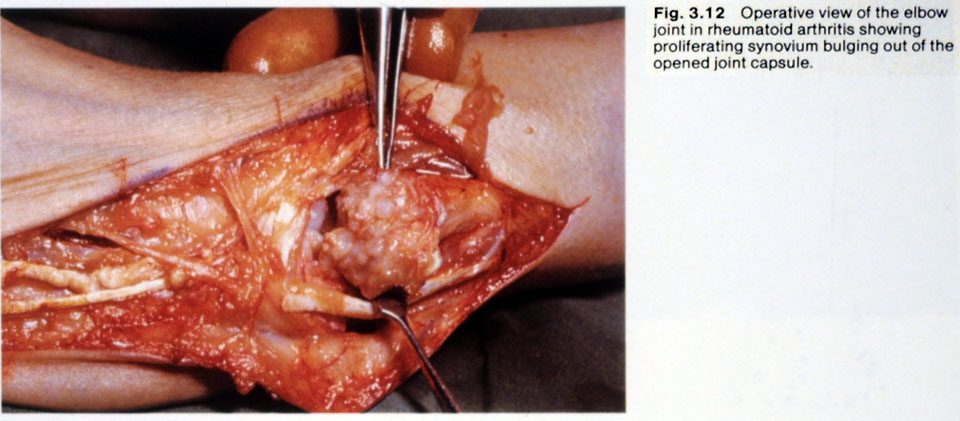 Fig. 3.12 Operative view of the elbow
joint in rheumatoid arthritis showing
proliferating synovium bulging out of the
opened joint capsule.